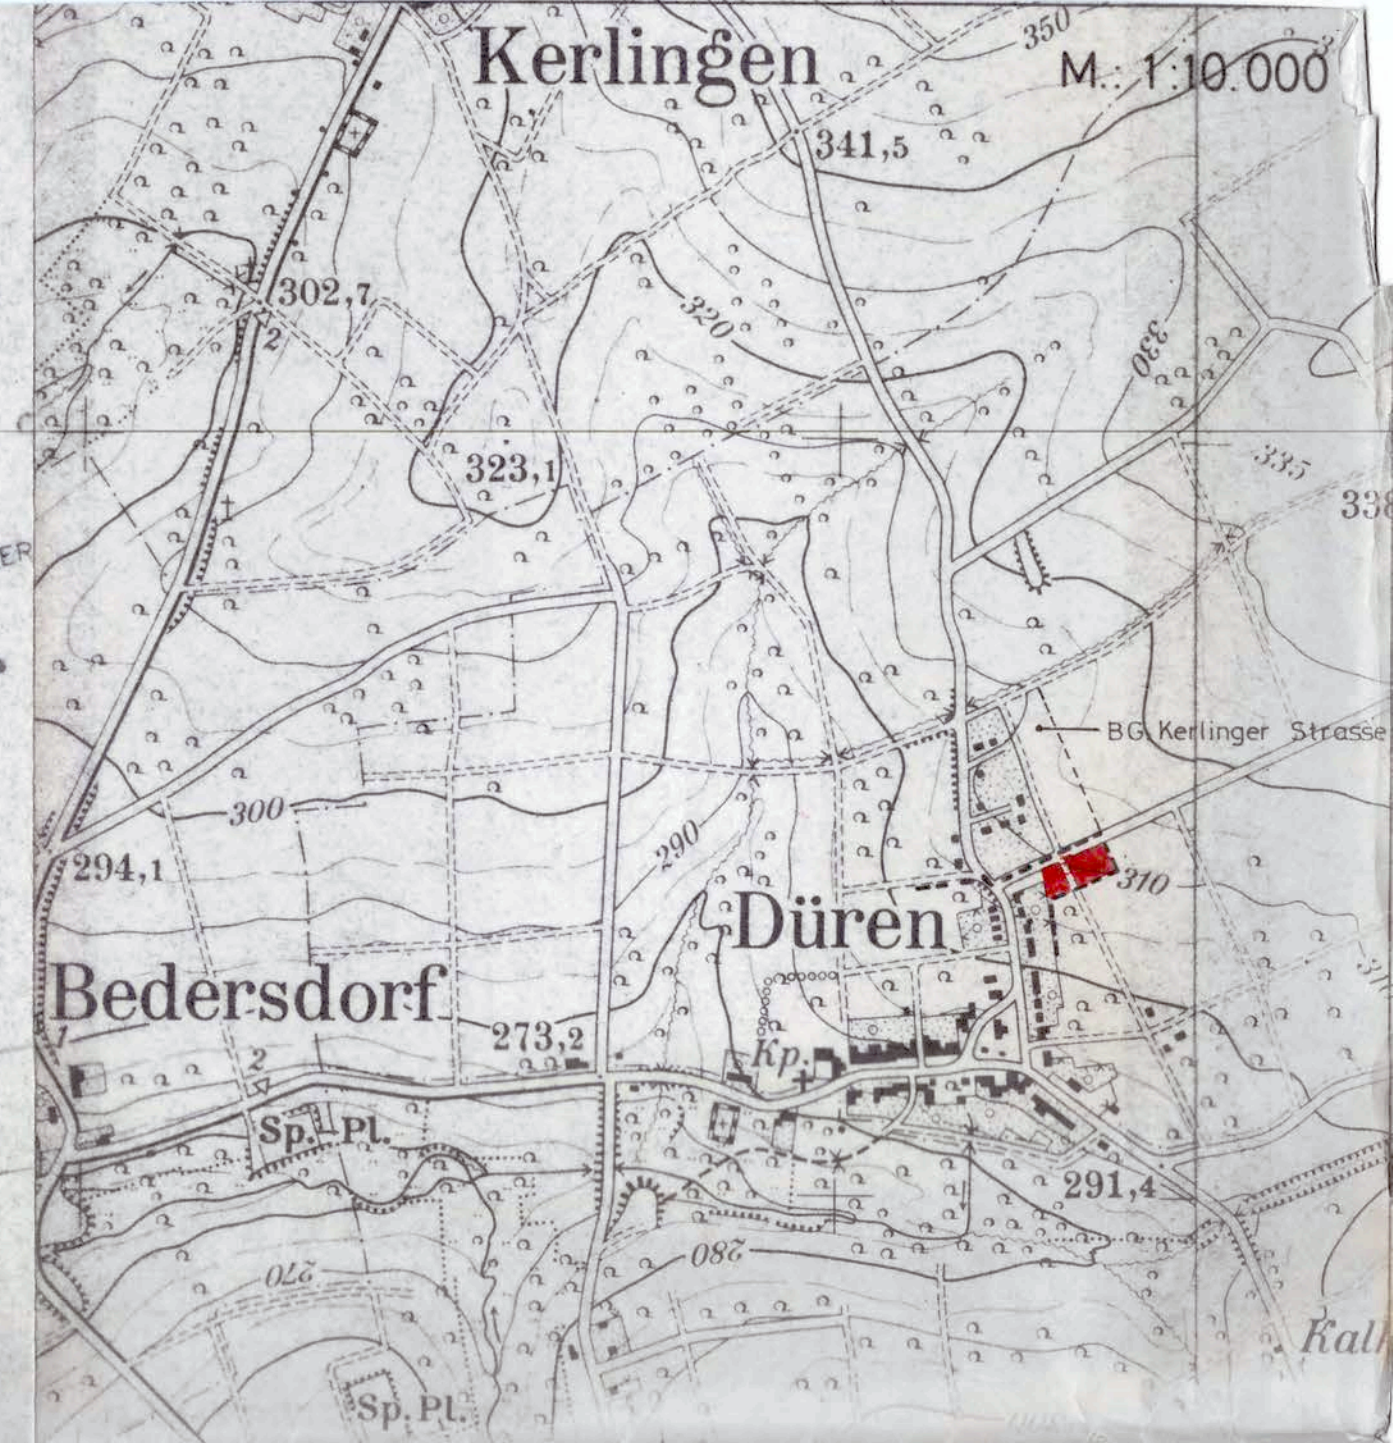 350
Kerlingen
M.: 1:10.000
341,5
302,7
2
320
330
323,1
335
338
ER
BG Kerlinger Strasse
300
290
294,1
310
Düren
Bedersdorf
273,2
1
2
Kp.
Sp. Pl.
291,4
280
270
Kalk
Sp. Pl.